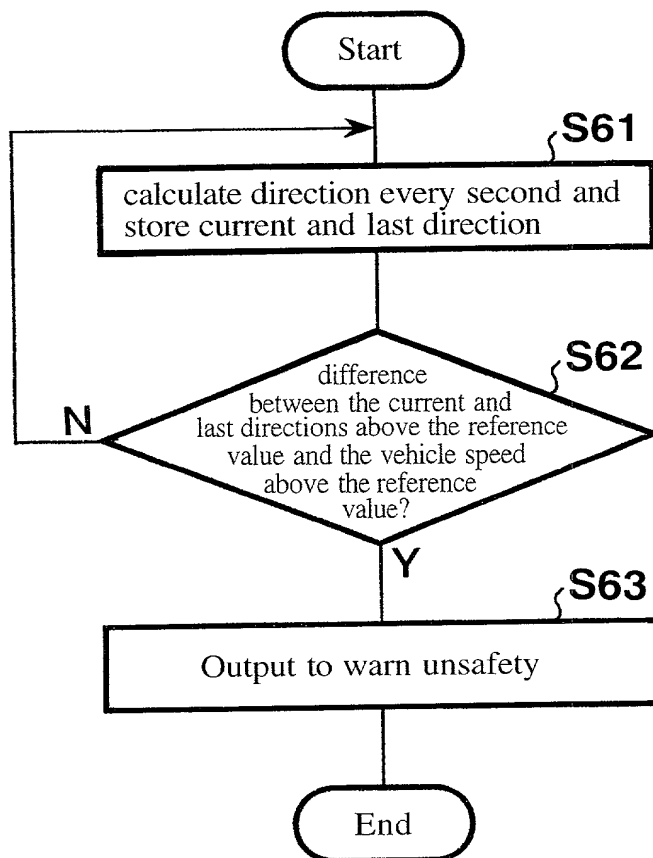 Start
S61
calculate direction every second and
store current and last direction
S62
difference
between the current and
last directions above the reference
value and the vehicle speed
above the reference
value?
N
Y
S63
Output to warn unsafety
End